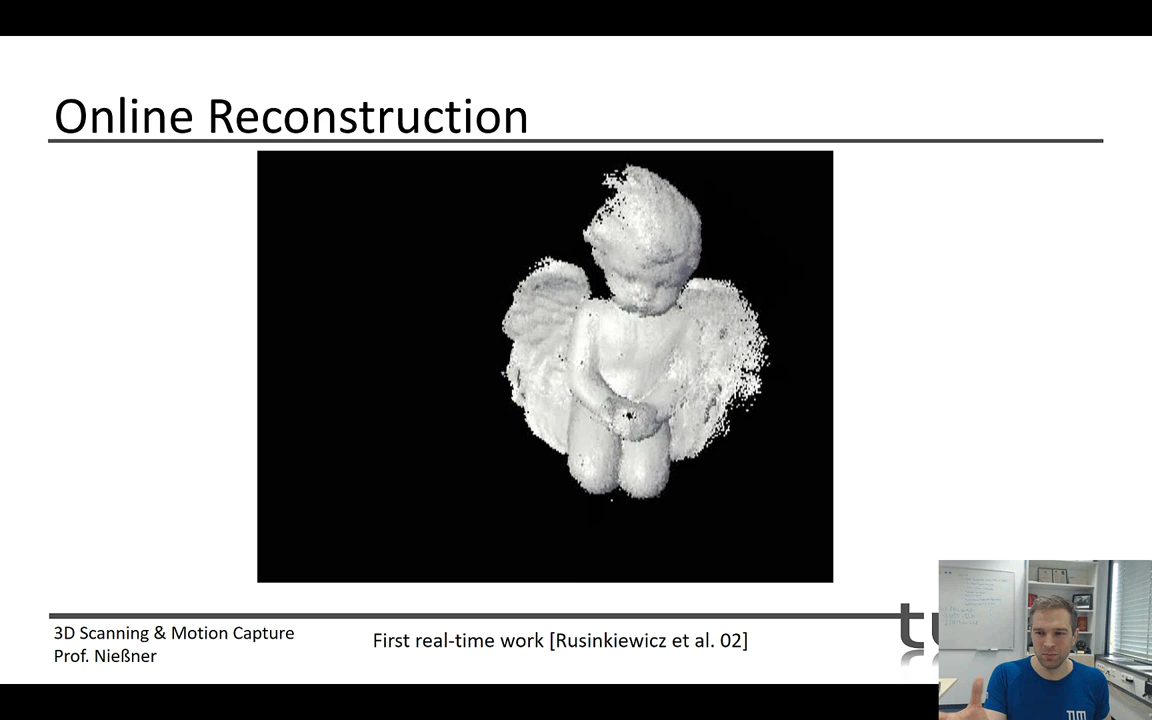 Online Reconstruction
3D Scanning & Motion Capture
Prof. Nießner
First real-time work [Rusinkiewicz et al. 02]